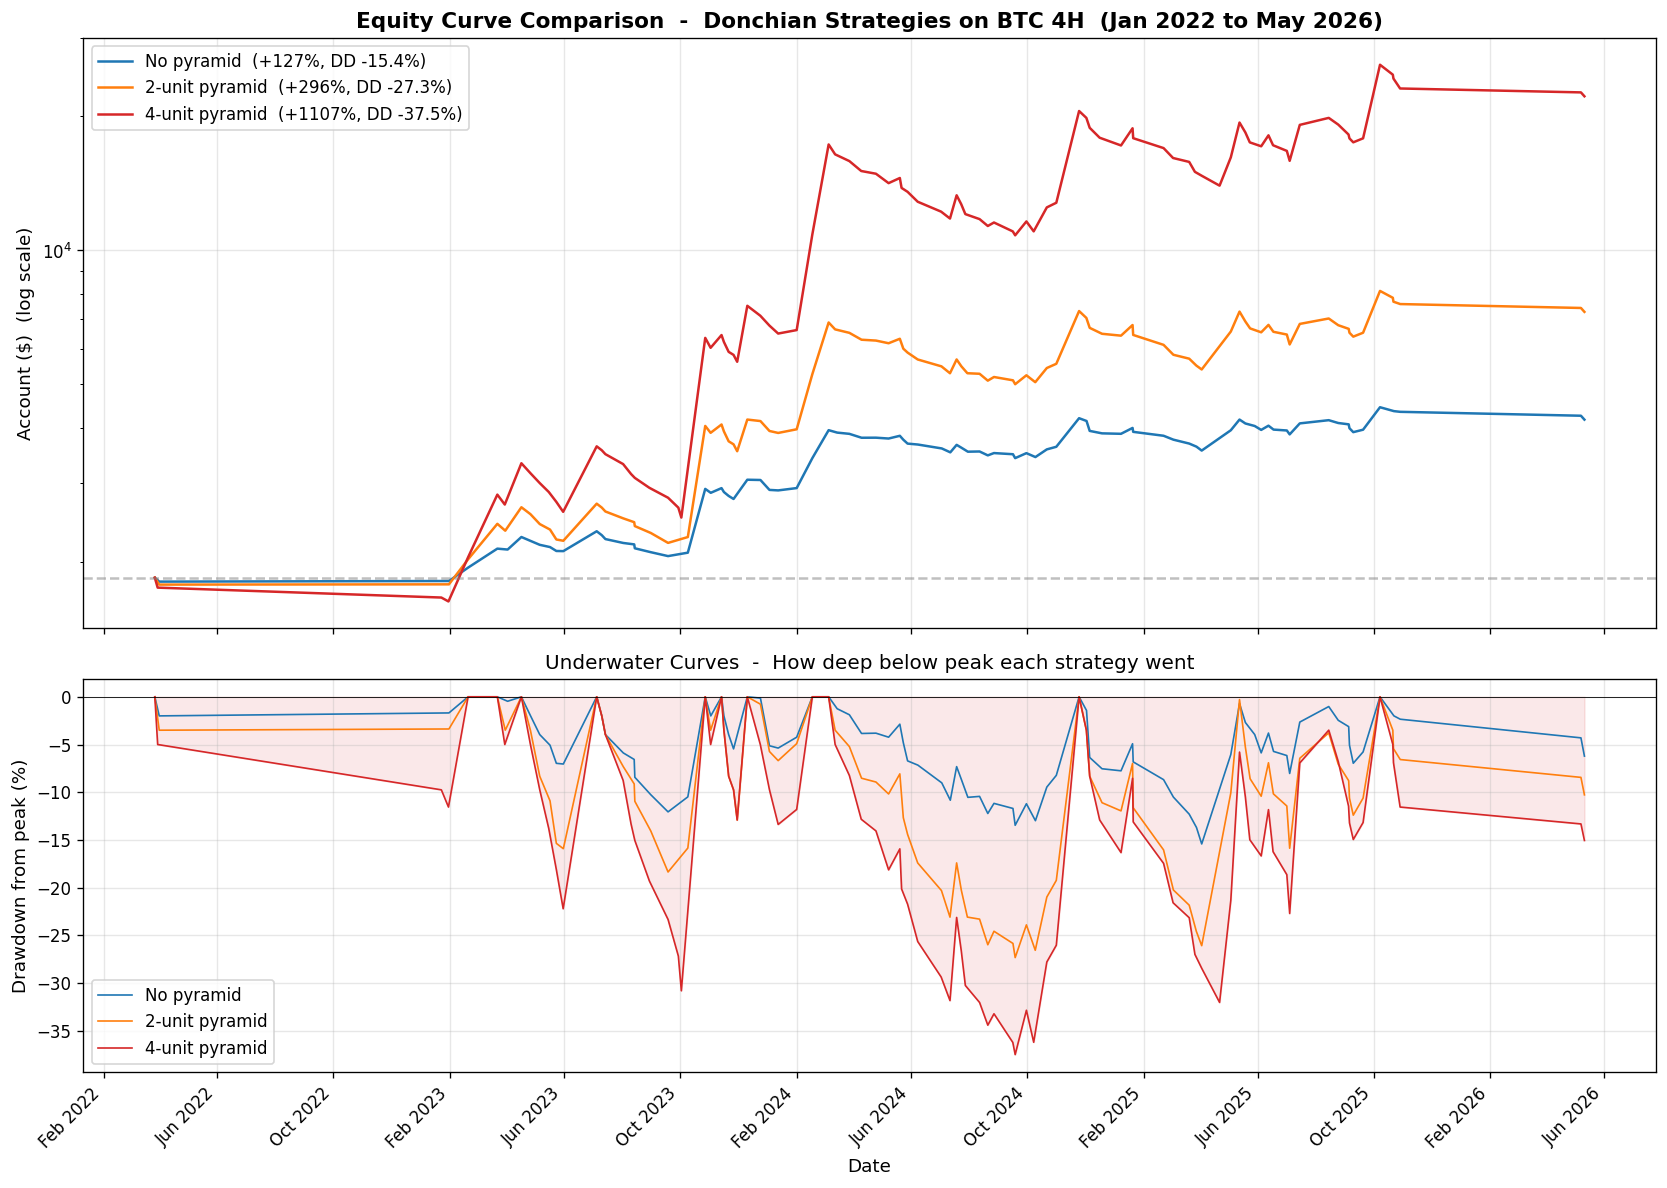 Equity Curve Comparison  -  Donchian Strategies on BTC 4H  (Jan 2022 to May 2026)
No pyramid  (+127%, DD -15.4%)
2-unit pyramid  (+296%, DD -27.3%)
4-unit pyramid  (+1107%, DD -37.5%)
Account ($)  (log scale)
10⁴
Underwater Curves  -  How deep below peak each strategy went
Drawdown from peak (%)
0
−5
−10
−15
−20
−25
−30
−35
No pyramid
2-unit pyramid
4-unit pyramid
Feb 2022
Jun 2022
Oct 2022
Feb 2023
Jun 2023
Oct 2023
Feb 2024
Jun 2024
Oct 2024
Feb 2025
Jun 2025
Oct 2025
Feb 2026
Jun 2026
Date